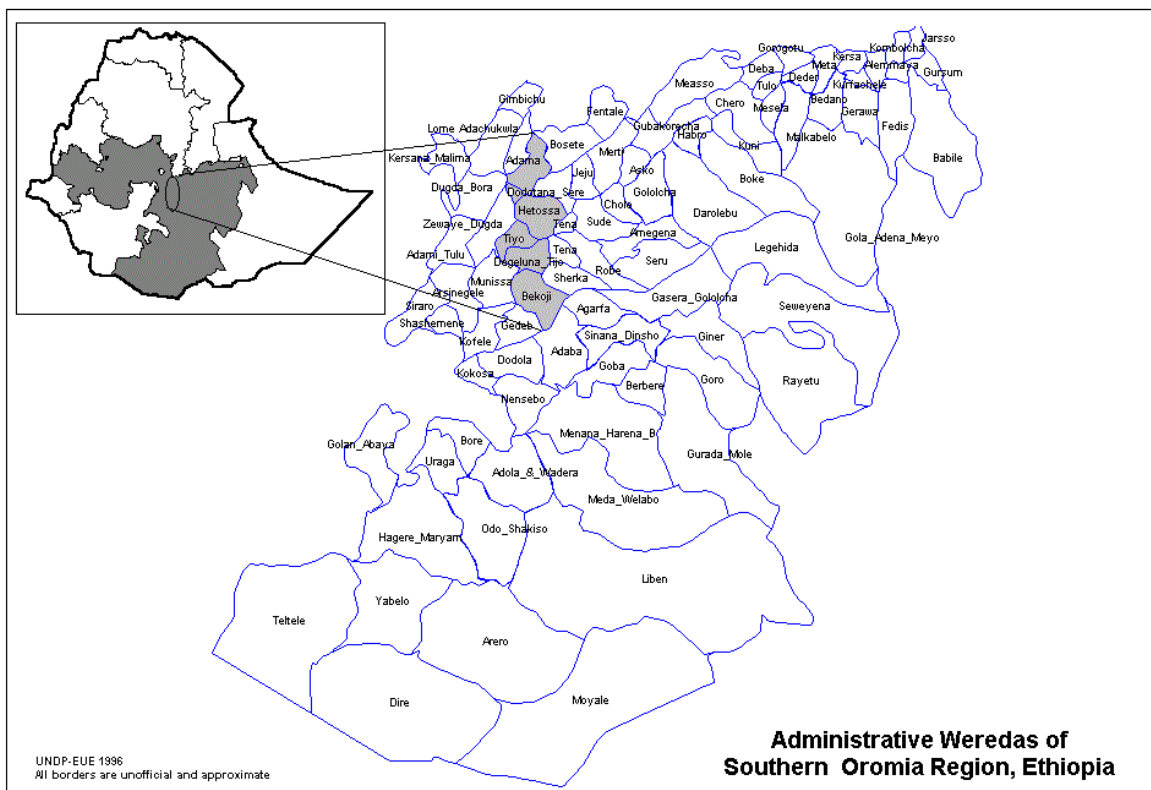 Jarsso
Gorogotu
Kombolcha
Kersa
Alemmaya
Meta
Deba
Deder
Gursum
Measso
Tulo
Kurfachele
Gimbichu
Bedano
Chero
Mesela
Fentale
Gerawa
Gubakorecha
Fedis
Lome Adachukwla
Habro
Malkabelo
Bosete
Kuni
Merti
Kersana_Malima
Adama
Babile
Asko
Jeju
Boke
Dugda_Bora
Dodotana_Sere
Gololcha
Chole
Hetossa
Darolebu
Zewaye_Dugda
Tena
Sude
Amegena
Gola_Adena_Meyo
Tiyo
Legehida
Adami_Tulu
Tena
Degeluna_Tijo
Seru
Robe
Munissa
Sherka
Arsinegele
Bekoji
Gasera_Gololcha
Seweyena
Siraro
Agarfa
Shashemene
Gedeb
Sinana_Dinsho
Giner
Kofele
Adaba
Dodola
Goba
Kokosa
Goro
Rayetu
Berbere
Nensebo
Menana_Harena_B
Golan_Abaya
Bore
Gurada_Mole
Uraga
Adola_&_Wadera
Meda_Welabo
Odo_Shakiso
Hagere_Maryam
Liben
Yabelo
Teltele
Arero
Dire
Moyale
Administrative Weredas of
Southern Oromia Region, Ethiopia
UNDP-EUE 1996
All borders are unofficial and approximate